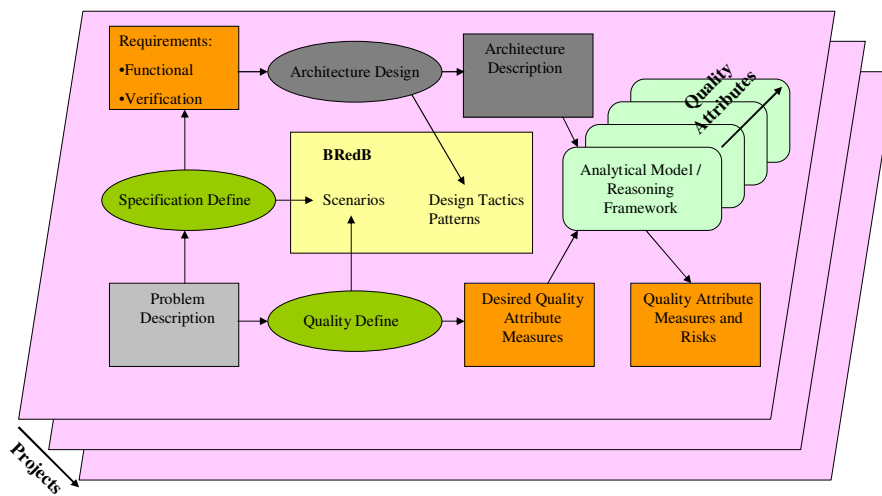 Requirements:
•Functional
•Verification
Architecture Design
Architecture
Description
Quality
Attributes
BRedB
Scenarios
Design Tactics
Patterns
Analytical Model /
Reasoning
Framework
Specification Define
Problem
Description
Quality Define
Desired Quality
Attribute
Measures
Quality Attribute
Measures and
Risks
Projects